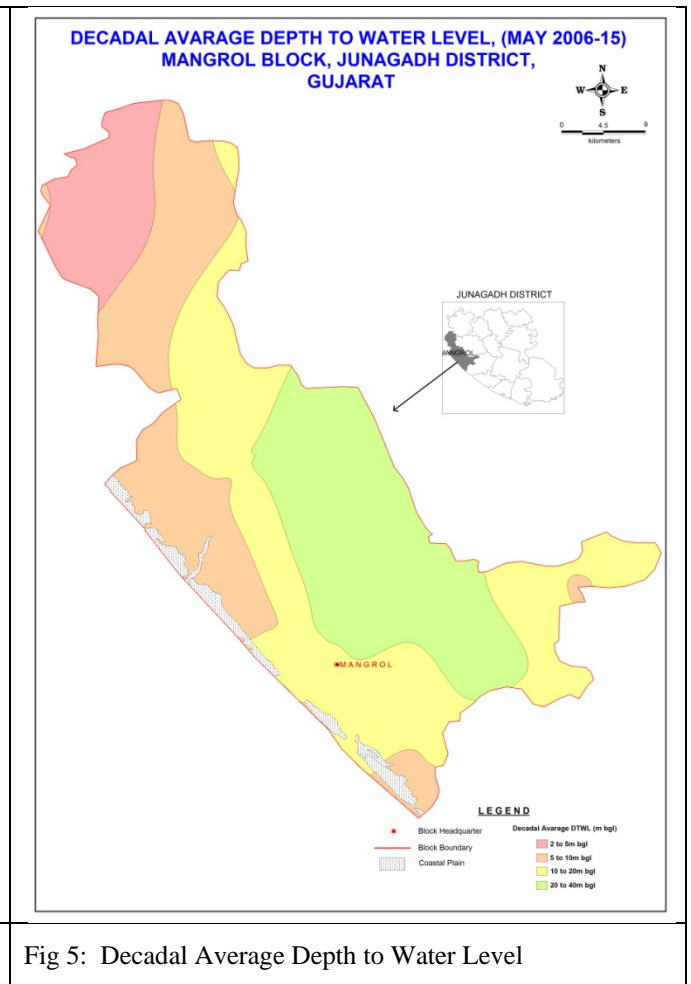 DECADAL AVARAGE DEPTH TO WATER LEVEL, (MAY 2006-15)
MANGROL BLOCK, JUNAGADH DISTRICT,
GUJARAT
N
W E
S
0 4.5 9
kilometers
JUNAGADH DISTRICT
MANGROL
MANGROL
LEGEND
Block Headquarter
Block Boundary
Coastal Plain
Decadal Avarage DTWL (m bgl)
2 to 5m bgl
5 to 10m bgl
10 to 20m bgl
20 to 40m bgl
Fig 5: Decadal Average Depth to Water Level